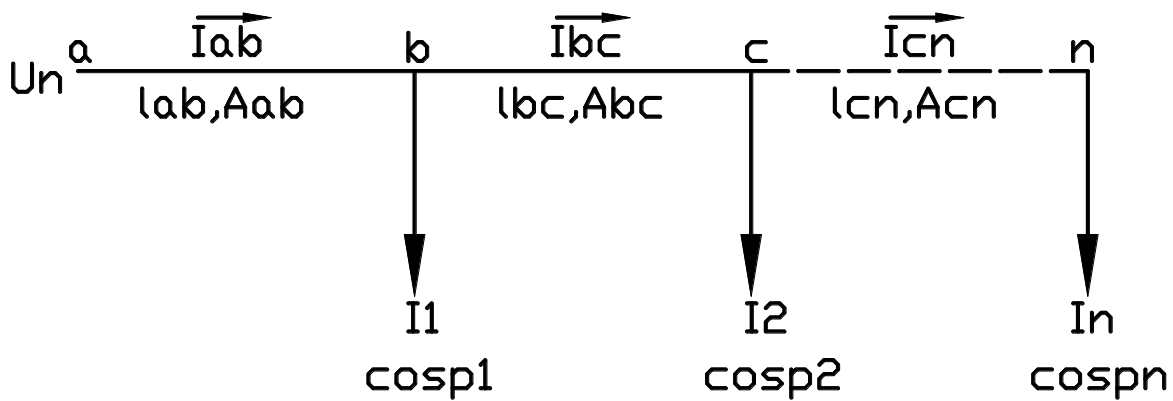 Iab Ibc Icn
a b c n
Un
lab,Aab lbc,Abc lcn,Acn
I1 I2 In
cosp1 cosp2 cospn